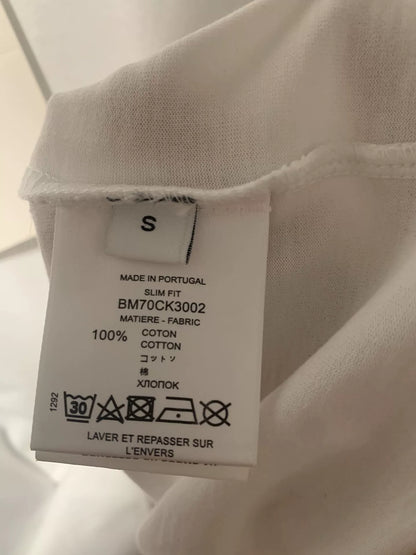 S
MADE IN PORTUGAL
SLIM FIT
BM70CK3002
MATIERE - FABRIC
100% COTON
COTTON
コットン
棉
ХЛОПОК
1292
30
LAVER ET REPASSER SUR
L'ENVERS